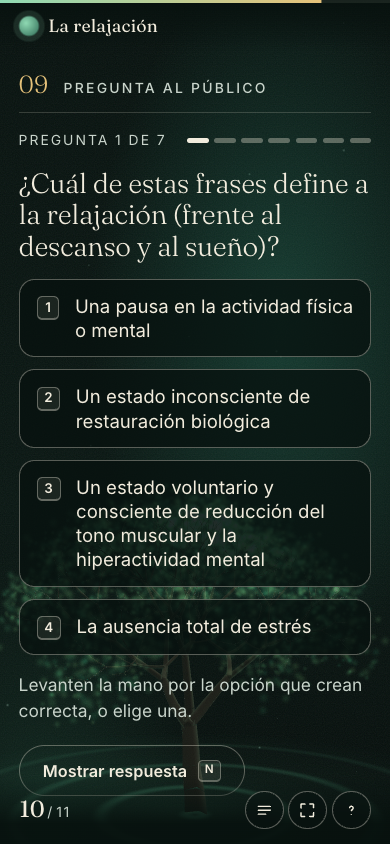 La relajación
09 PREGUNTA AL PÚBLICO
PREGUNTA 1 DE 7
¿Cuál de estas frases define a
la relajación (frente al
descanso y al sueño)?
1 Una pausa en la actividad física
o mental
2 Un estado inconsciente de
restauración biológica
3 Un estado voluntario y
consciente de reducción del
tono muscular y la
hiperactividad mental
4 La ausencia total de estrés
Levanten la mano por la opción que crean
correcta, o elige una.
Mostrar respuesta N
10 / 11 ?